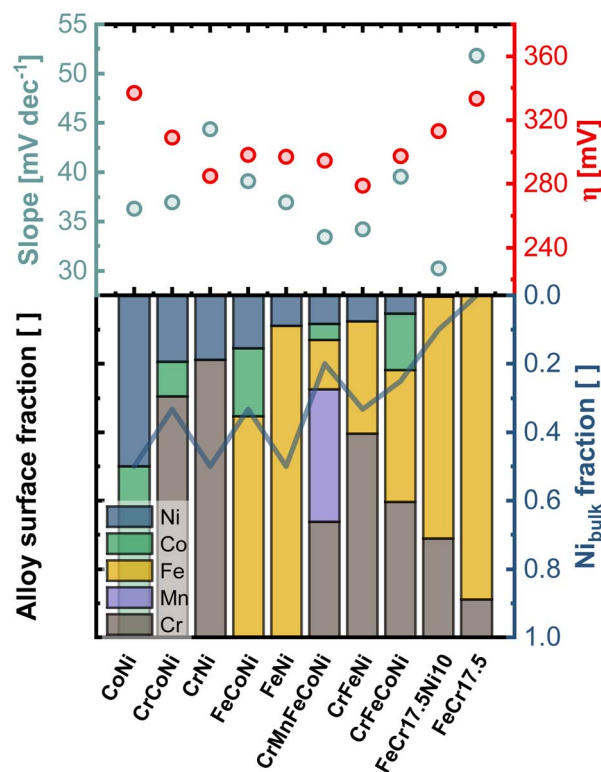 Slope [mV dec⁻¹]
55
50
45
40
35
30
360
320
280
240
η [mV]
Alloy surface fraction [ ]
0.0
0.2
0.4
0.6
0.8
1.0
Ni_bulk fraction [ ]
Ni
Co
Fe
Mn
Cr
CoNi
CrCoNi
CrNi
FeCoNi
FeNi
CrMnFeCoNi
CrFeNi
CrFeCoNi
FeCr17.5Ni10
FeCr17.5